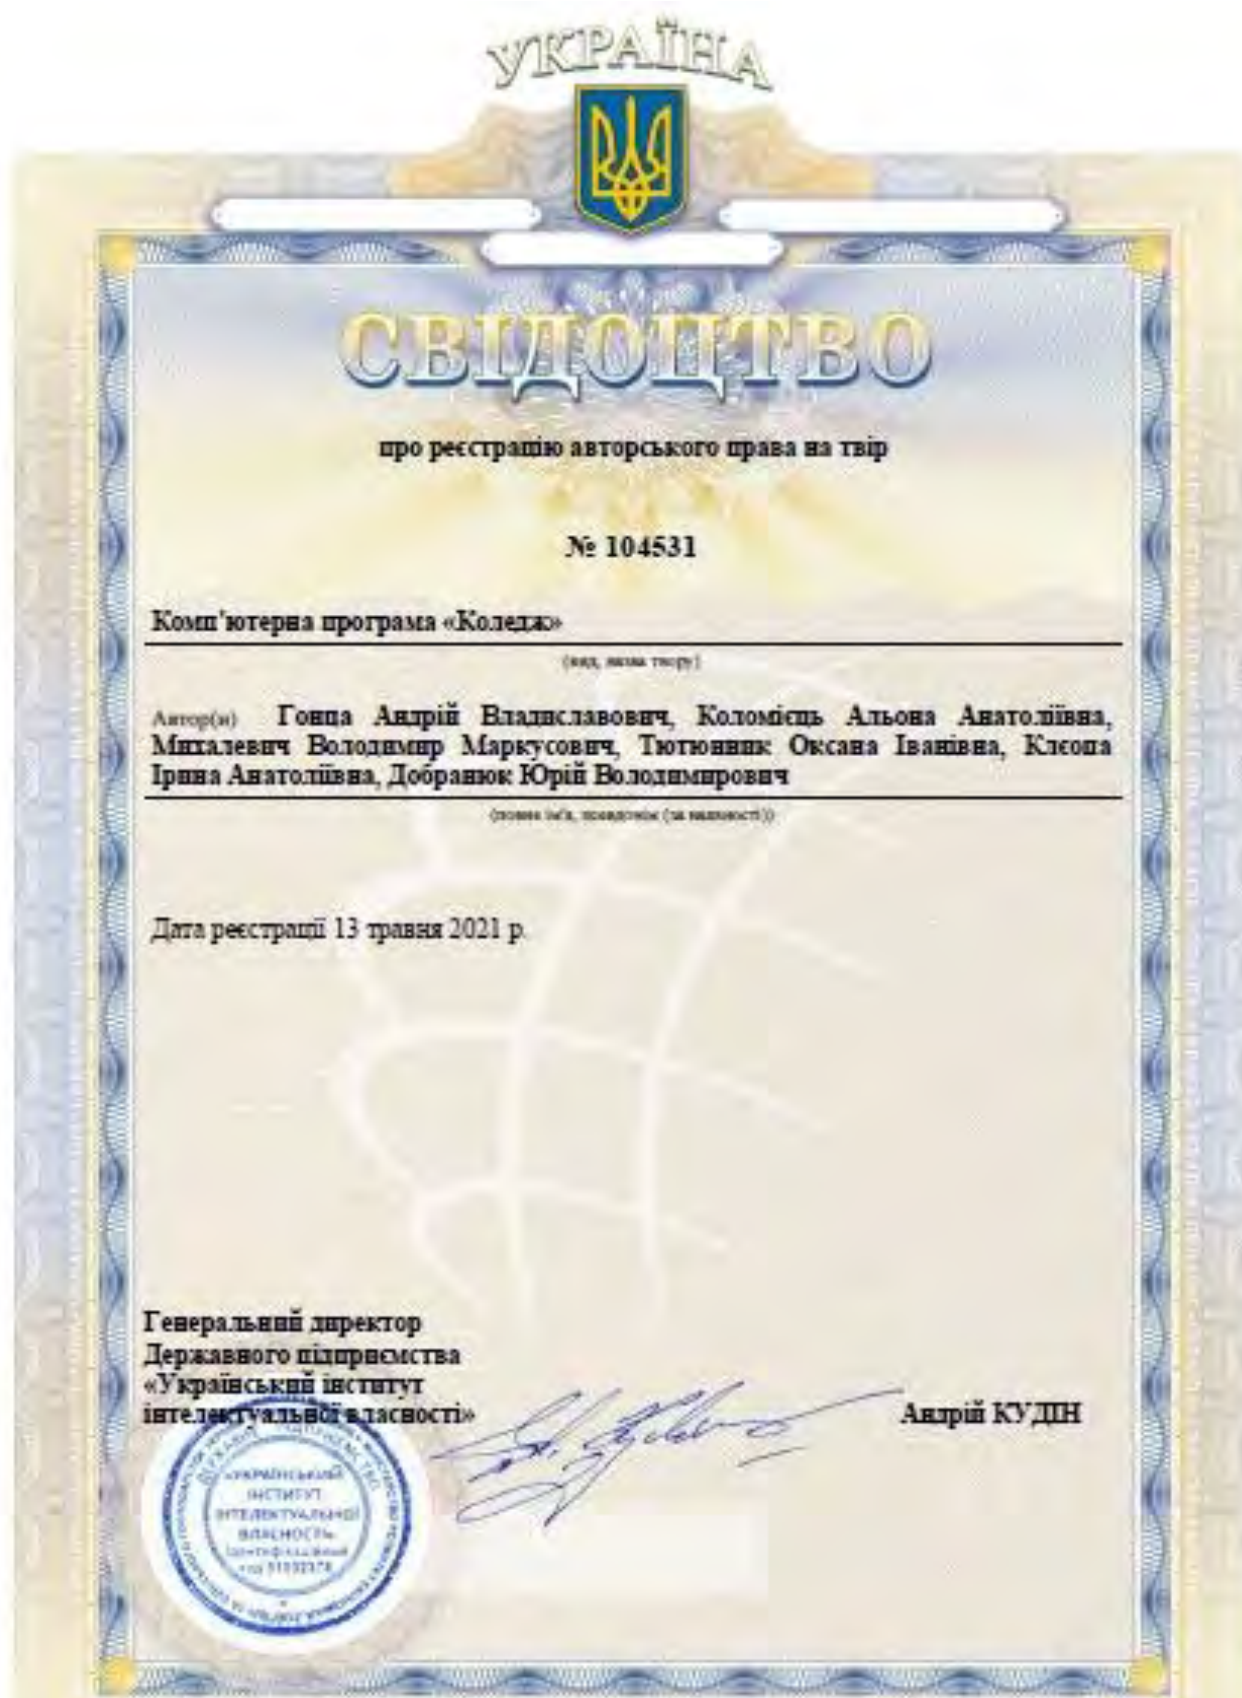 УКРАЇНА
СВІДОЦТВО
про реєстрацію авторського права на твір
№ 104531
Комп'ютерна програма «Коледж»
(вид, назва твору)
Автор(и) Гонца Андрій Владиславович, Коломієць Альона Анатоліївна,
Михалевич Володимир Маркусович, Тютюнник Оксана Іванівна, Клєопа
Ірина Анатоліївна, Добранюк Юрій Володимирович
(повне ім'я, псевдонім (за наявності))
Дата реєстрації 13 травня 2021 р.
Генеральний директор
Державного підприємства
«Український інститут
інтелектуальної власності»
Андрій КУДІН
«УКРАЇНСЬКИЙ
ІНСТИТУТ
ІНТЕЛЕКТУАЛЬНОЇ
ВЛАСНОСТІ»